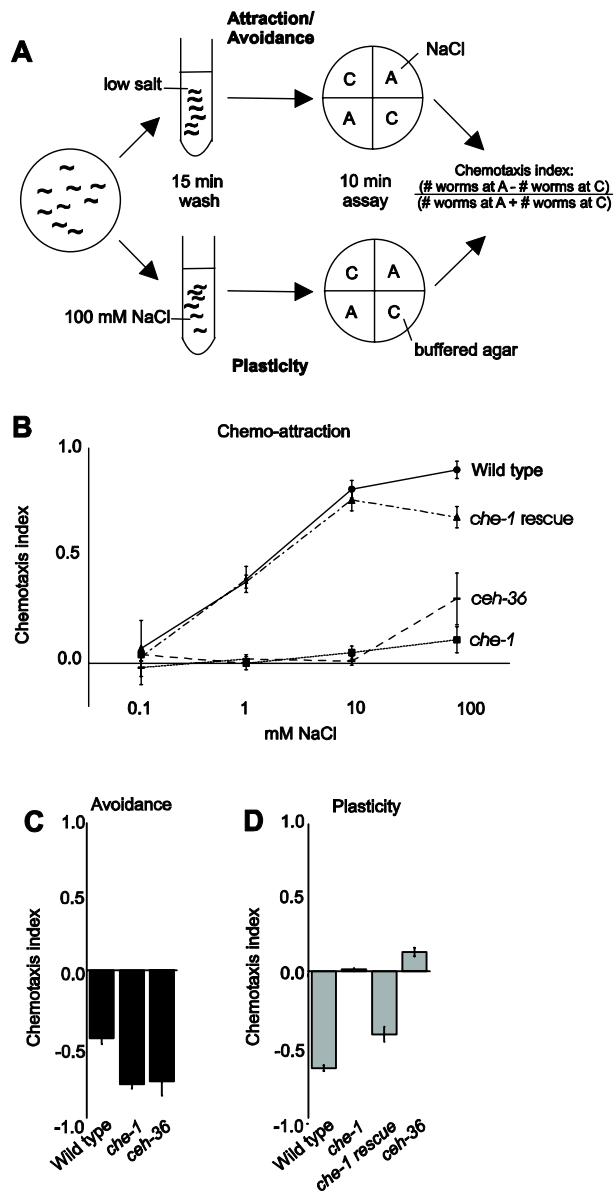 A
Attraction/
Avoidance
low salt
NaCl
C A
A C
15 min
wash
10 min
assay
Chemotaxis index:
(# worms at A - # worms at C)
(# worms at A + # worms at C)
100 mM NaCl
C A
A C
buffered agar
Plasticity
B
Chemo-attraction
Chemotaxis index
1.0
0.5
0.0
Wild type
che-1 rescue
ceh-36
che-1
0.1 1 10 100
mM NaCl
C
Avoidance
Chemotaxis index
1.0
0.5
0.0
-0.5
-1.0
Wild type
che-1
ceh-36
D
Plasticity
Chemotaxis index
1.0
0.5
0.0
-0.5
-1.0
Wild type
che-1
che-1 rescue
ceh-36